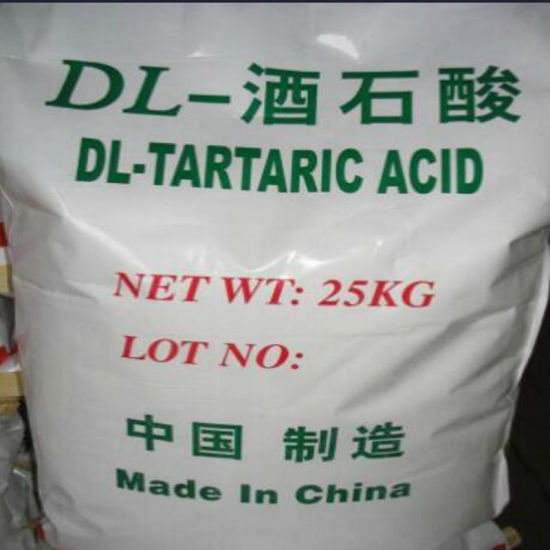 DL-酒石酸
DL-TARTARIC ACID
NET WT: 25KG
LOT NO:
中国 制造
Made In China